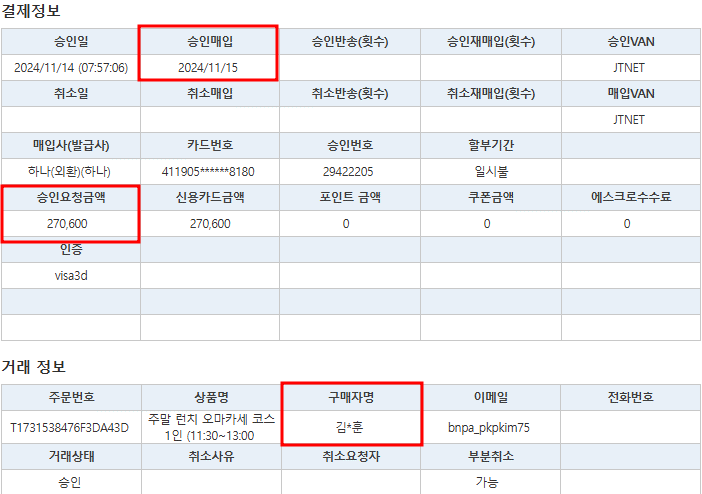 결제정보
승인일 승인매입 승인반송(횟수) 승인재매입(횟수) 승인VAN
2024/11/14 (07:57:06) 2024/11/15 JTNET
취소일 취소매입 취소반송(횟수) 취소재매입(횟수) 매입VAN
JTNET
매입사(발급사) 카드번호 승인번호 할부기간
하나(외환)(하나) 411905******8180 29422205 일시불
승인요청금액 신용카드금액 포인트 금액 쿠폰금액 에스크로수수료
270,600 270,600 0 0 0
인증
visa3d
거래 정보
주문번호 상품명 구매자명 이메일 전화번호
T1731538476F3DA43D 주말 런치 오마카세 코스 김*훈 bnpa_pkpkim75
1인 (11:30~13:00
거래상태 취소사유 취소요청자 부분취소
승인 가능